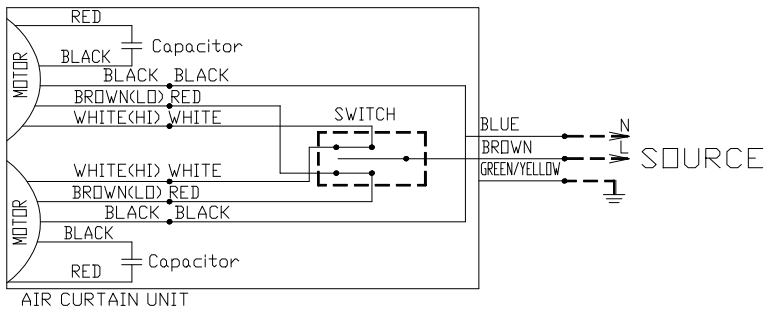 RED
Capacitor
BLACK
MOTOR
BLACK BLACK
BROWN(LO) RED
WHITE(HI) WHITE
SWITCH
BLUE
N
BROWN
L
SOURCE
GREEN/YELLOW
WHITE(HI) WHITE
BROWN(LO) RED
BLACK BLACK
MOTOR
BLACK
Capacitor
RED
AIR CURTAIN UNIT